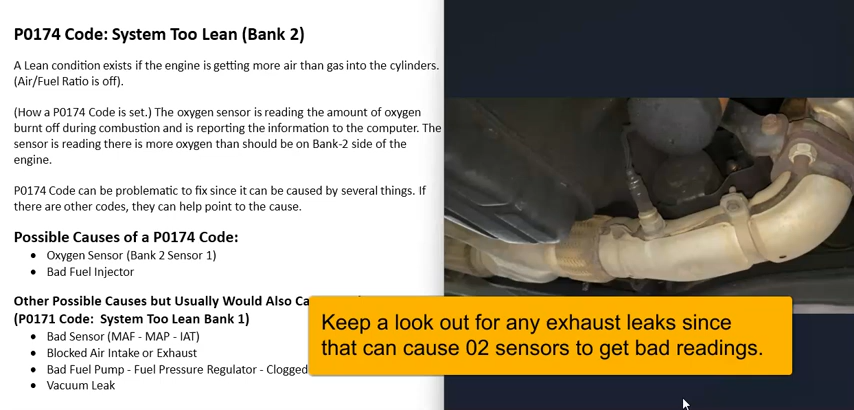 P0174 Code: System Too Lean (Bank 2)
A Lean condition exists if the engine is getting more air than gas into the cylinders.
(Air/Fuel Ratio is off).
(How a P0174 Code is set.) The oxygen sensor is reading the amount of oxygen
burnt off during combustion and is reporting the information to the computer. The
sensor is reading there is more oxygen than should be on Bank-2 side of the
engine.
P0174 Code can be problematic to fix since it can be caused by several things. If
there are other codes, they can help point to the cause.
Possible Causes of a P0174 Code:
• Oxygen Sensor (Bank 2 Sensor 1)
• Bad Fuel Injector
Other Possible Causes but Usually Would Also
(P0171 Code: System Too Lean Bank 1)
• Bad Sensor (MAF - MAP - IAT)
• Blocked Air Intake or Exhaust
• Bad Fuel Pump - Fuel Pressure Regulator - Clogged
• Vacuum Leak
Keep a look out for any exhaust leaks since
that can cause 02 sensors to get bad readings.